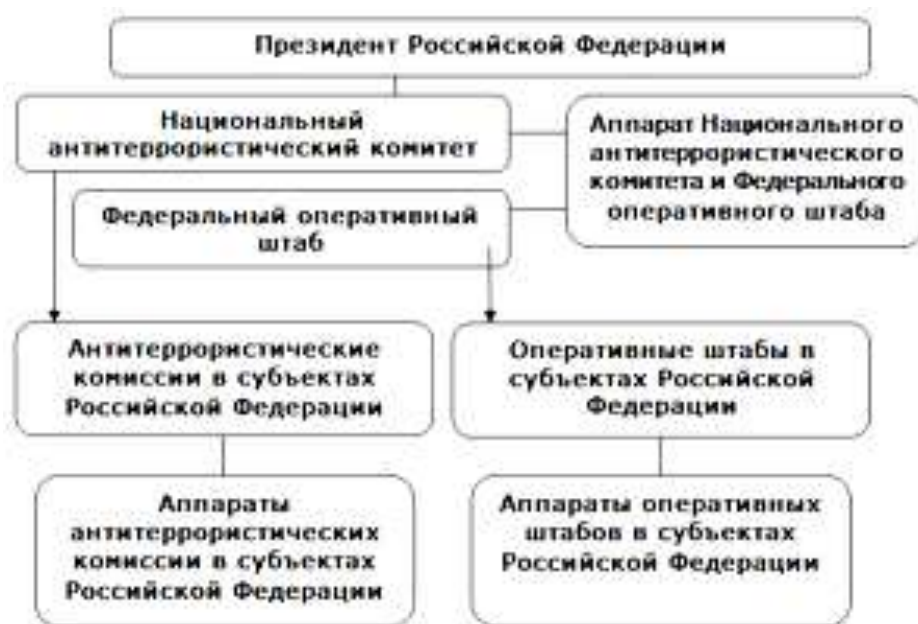 Президент Российской Федерации
Национальный
антитеррористический комитет
Аппарат Национального
антитеррористического
комитета и Федерального
оперативного штаба
Федеральный оперативный
штаб
Антитеррористические
комиссии в субъектах
Российской Федерации
Оперативные штабы в
субъектах Российской
Федерации
Аппараты
антитеррористических
комиссии в субъектах
Российской Федерации
Аппараты оперативных
штабов в субъектах
Российской Федерации